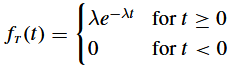 f_T(t) = { λe^{-λt} for t ≥ 0
0 for t < 0